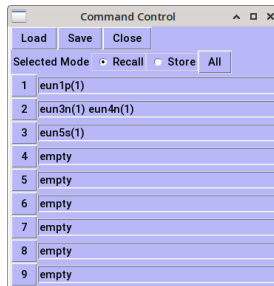 Command Control
Load Save Close
Selected Mode Recall Store All
1 eun1p(1)
2 eun3n(1) eun4n(1)
3 eun5s(1)
4 empty
5 empty
6 empty
7 empty
8 empty
9 empty